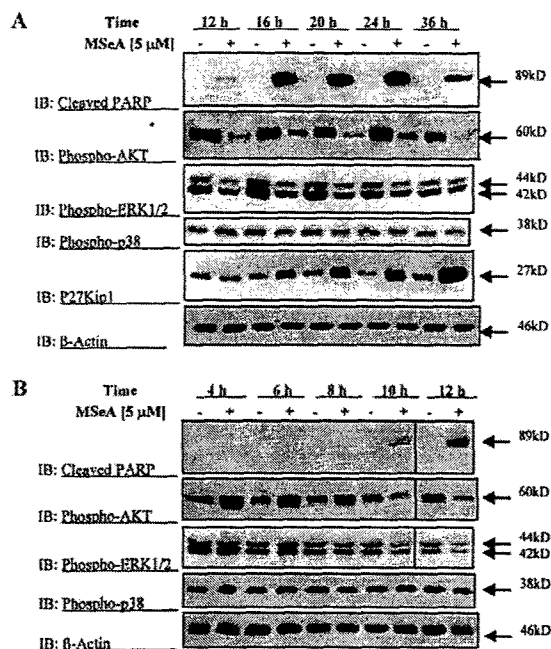 A
Time 12 h 16 h 20 h 24 h 36 h
MSeA [5 μM] - + - + - + - + - +
IB: Cleaved PARP 89kD
IB: Phospho-AKT 60kD
IB: Phospho-ERK1/2 44kD 42kD
IB: Phospho-p38 38kD
IB: P27Kip1 27kD
IB: β-Actin 46kD
B
Time 4 h 6 h 8 h 10 h 12 h
MSeA [5 μM] - + - + - + - + - +
IB: Cleaved PARP 89kD
IB: Phospho-AKT 60kD
IB: Phospho-ERK1/2 44kD 42kD
IB: Phospho-p38 38kD
IB: β-Actin 46kD